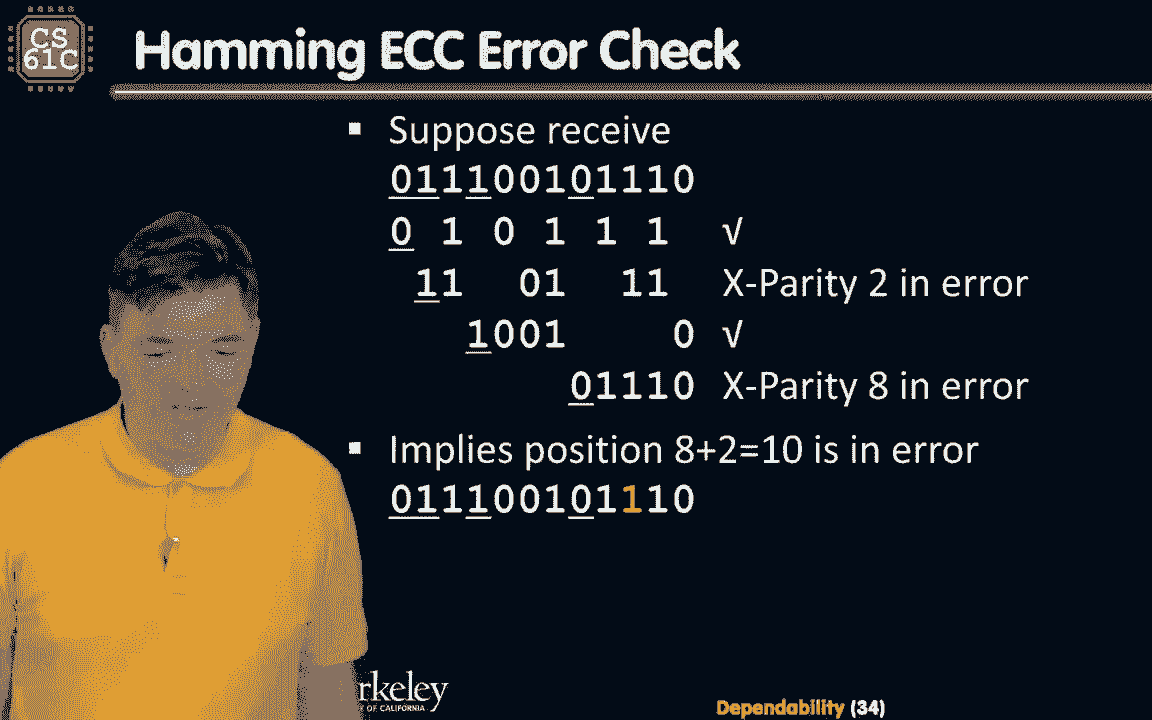 CS
61C
Hamming ECC Error Check
▪ Suppose receive
011100101110
0 1 0 1 1 1 √
11 01 11 X-Parity 2 in error
1001 0 √
01110 X-Parity 8 in error
▪ Implies position 8+2=10 is in error
011100101110
rkeley
OF CALIFORNIA
Dependability (34)